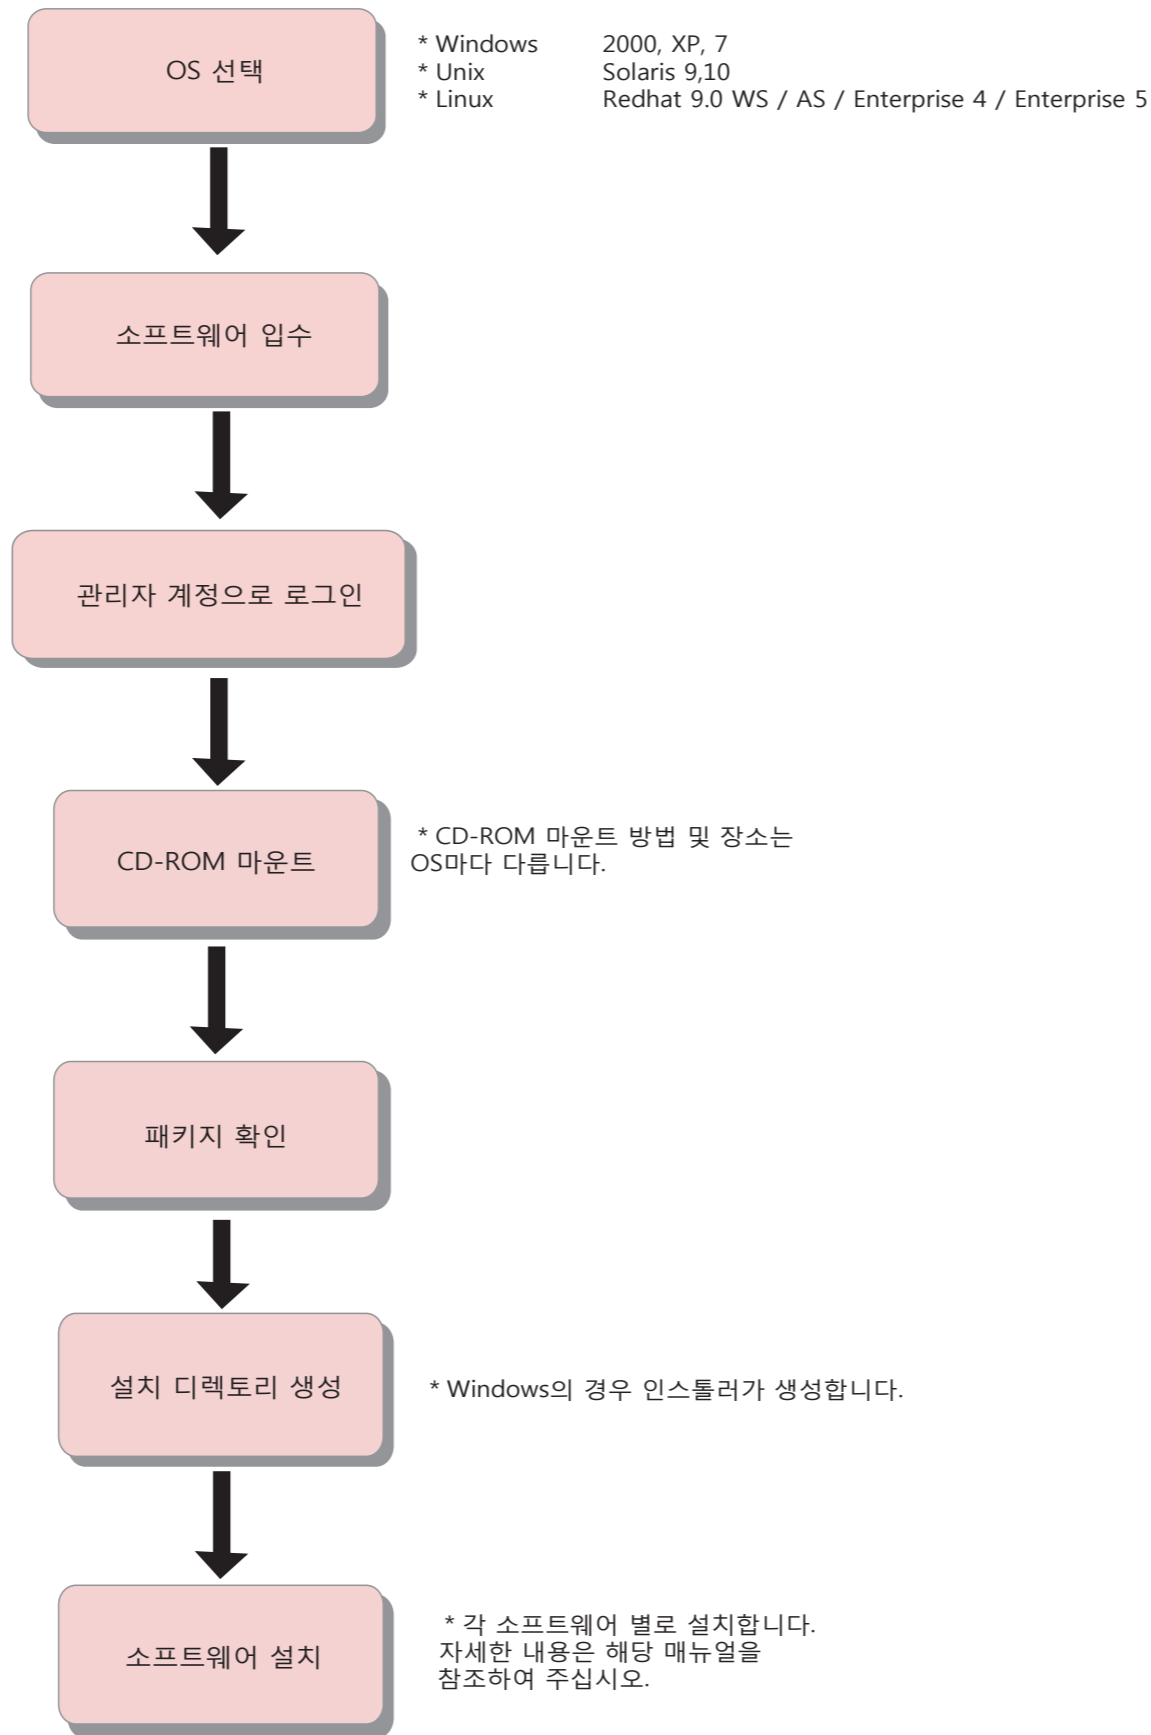 OS 선택
* Windows 2000, XP, 7
* Unix Solaris 9,10
* Linux Redhat 9.0 WS / AS / Enterprise 4 / Enterprise 5
소프트웨어 입수
관리자 계정으로 로그인
CD-ROM 마운트
* CD-ROM 마운트 방법 및 장소는
OS마다 다릅니다.
패키지 확인
설치 디렉토리 생성
* Windows의 경우 인스톨러가 생성합니다.
소프트웨어 설치
* 각 소프트웨어 별로 설치합니다.
자세한 내용은 해당 매뉴얼을
참조하여 주십시오.